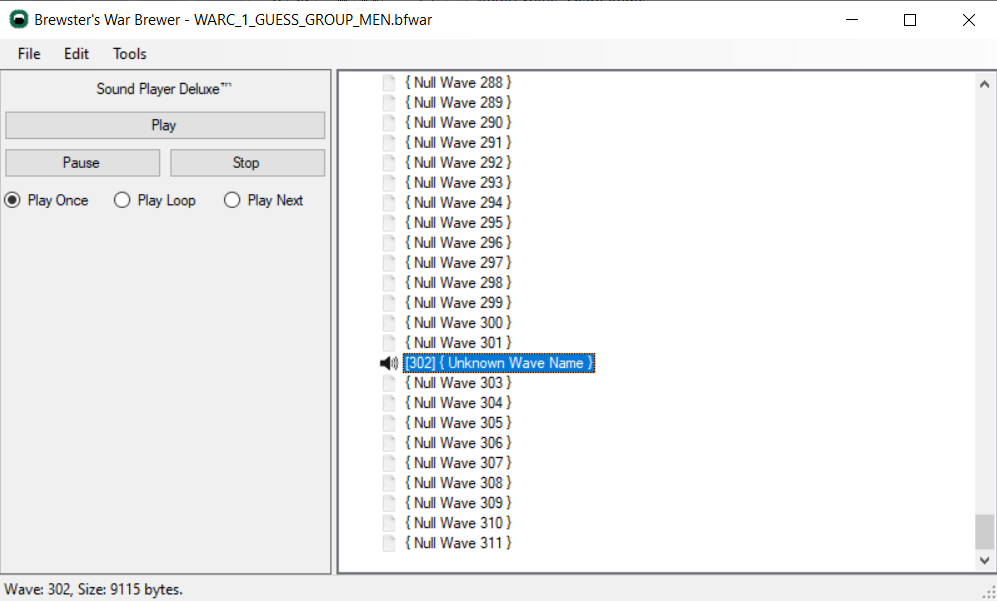 Brewster's War Brewer - WARC_1_GUESS_GROUP_MEN.bfwar
File Edit Tools
Sound Player Deluxe™
Play
Pause Stop
Play Once Play Loop Play Next
{ Null Wave 288 }
{ Null Wave 289 }
{ Null Wave 290 }
{ Null Wave 291 }
{ Null Wave 292 }
{ Null Wave 293 }
{ Null Wave 294 }
{ Null Wave 295 }
{ Null Wave 296 }
{ Null Wave 297 }
{ Null Wave 298 }
{ Null Wave 299 }
{ Null Wave 300 }
{ Null Wave 301 }
[302] { Unknown Wave Name }
{ Null Wave 303 }
{ Null Wave 304 }
{ Null Wave 305 }
{ Null Wave 306 }
{ Null Wave 307 }
{ Null Wave 308 }
{ Null Wave 309 }
{ Null Wave 310 }
{ Null Wave 311 }
Wave: 302, Size: 9115 bytes.